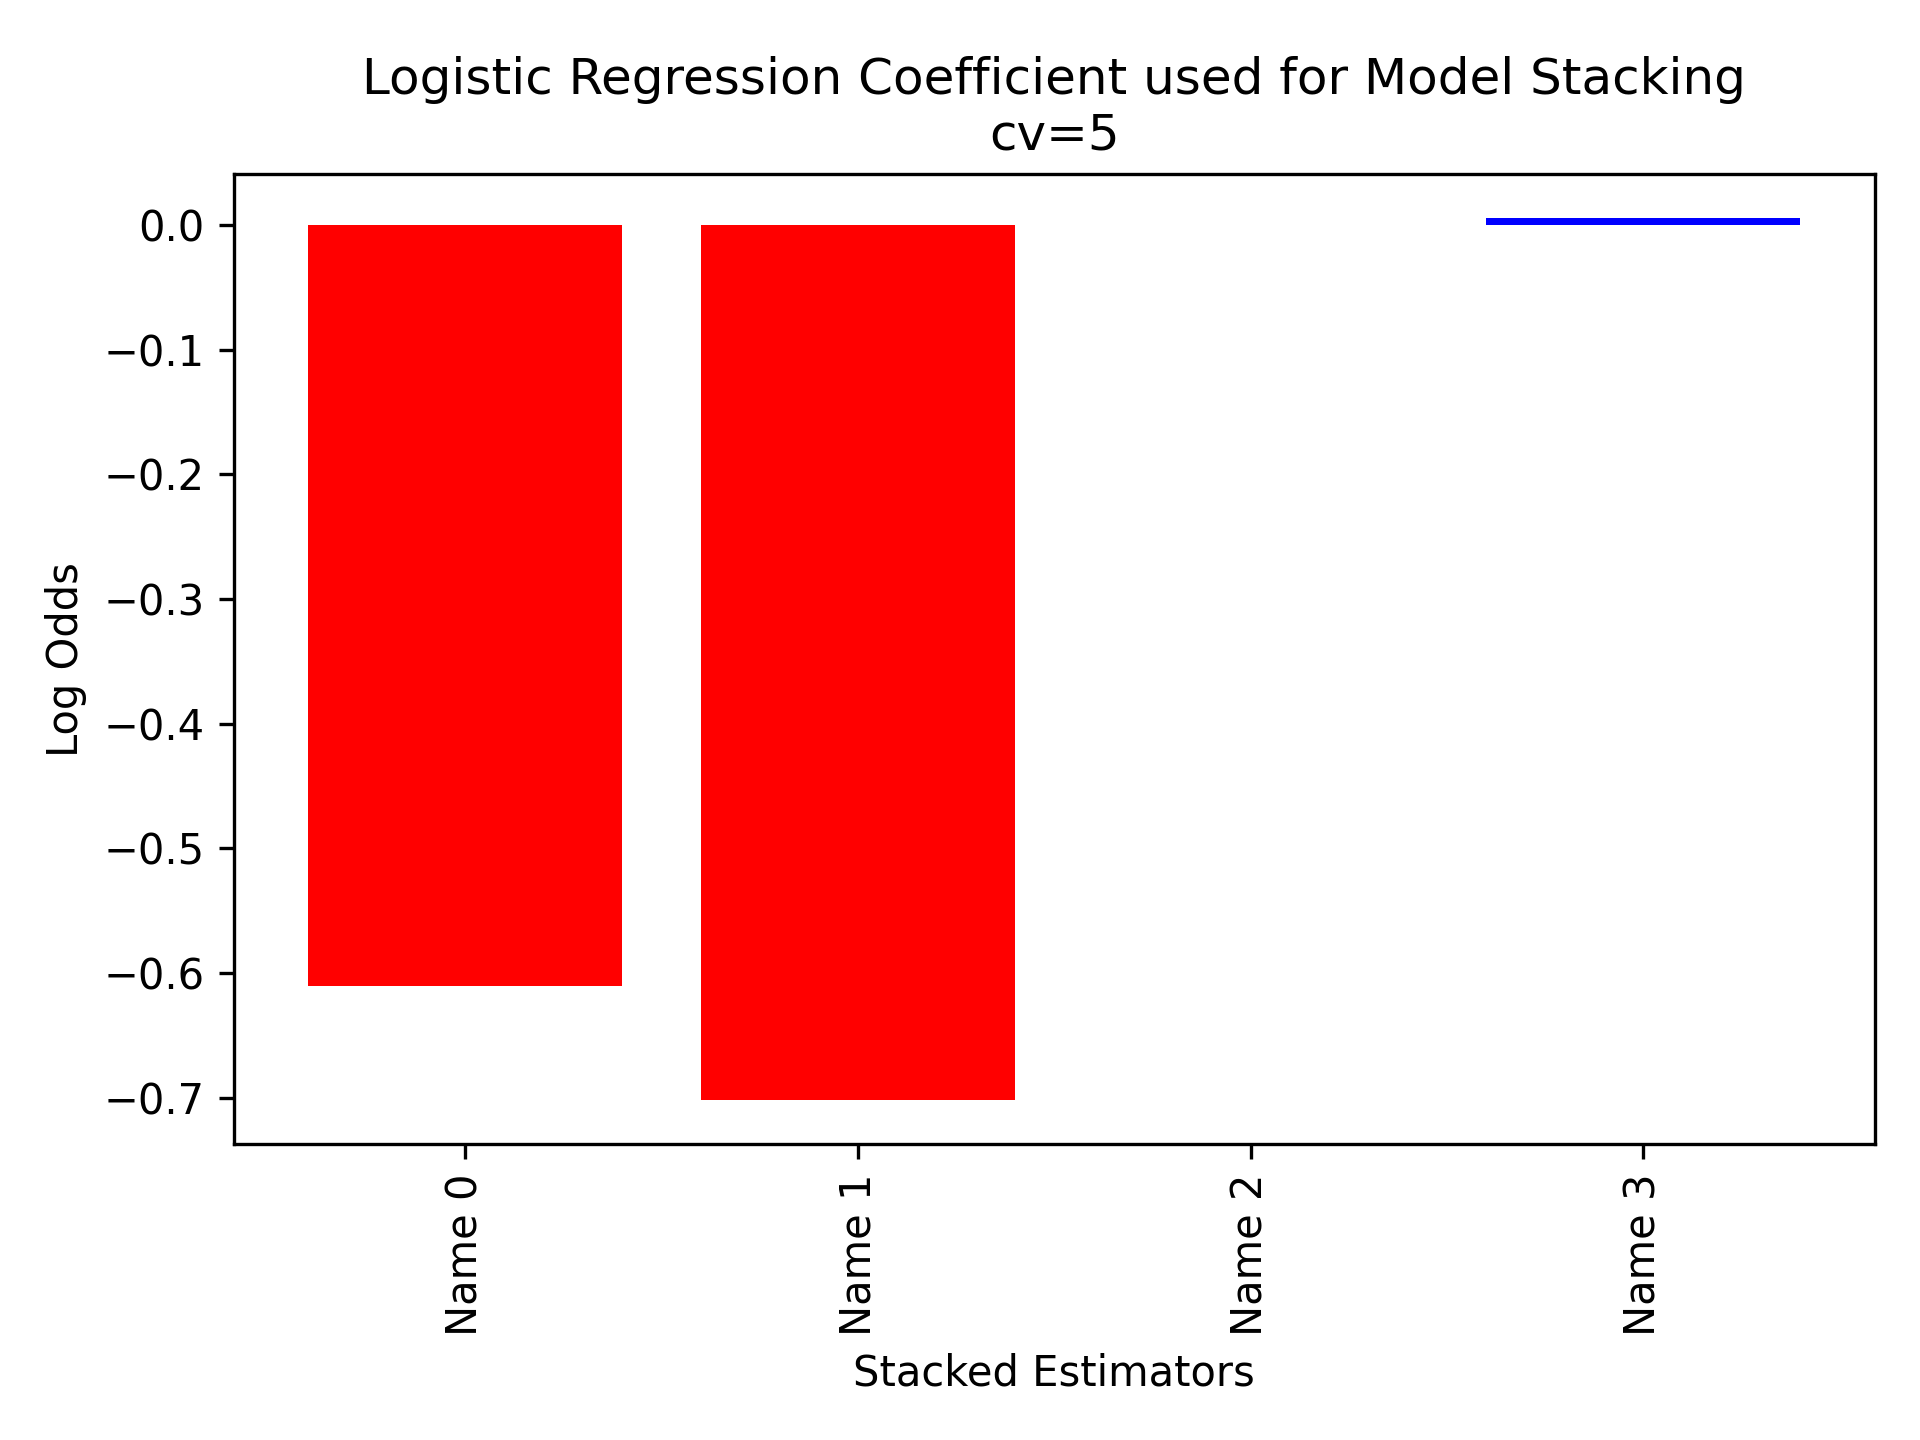 Logistic Regression Coefficient used for Model Stacking
cv=5
0.0
−0.1
−0.2
−0.3
−0.4
−0.5
−0.6
−0.7
Log Odds
Name 0
Name 1
Name 2
Name 3
Stacked Estimators